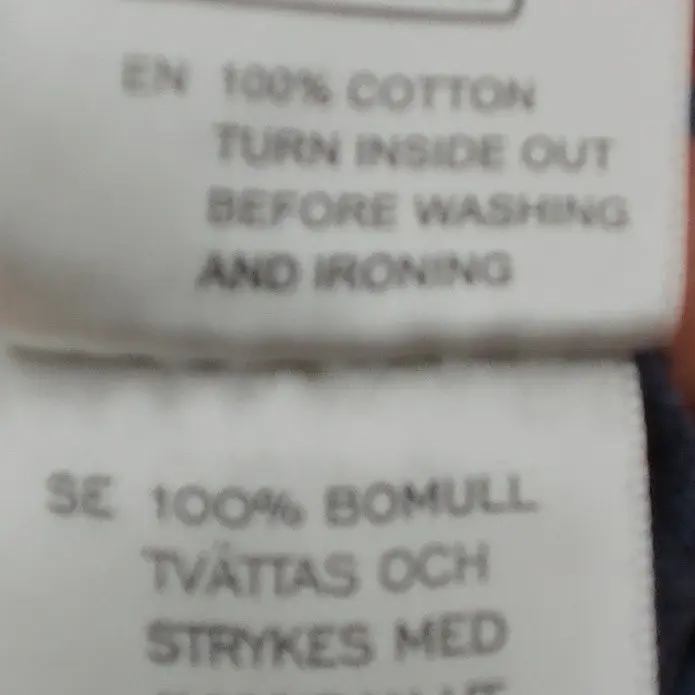 EN 100% COTTON
TURN INSIDE OUT
BEFORE WASHING
AND IRONING
SE 100% BOMULL
TVÄTTAS OCH
STRYKES MED